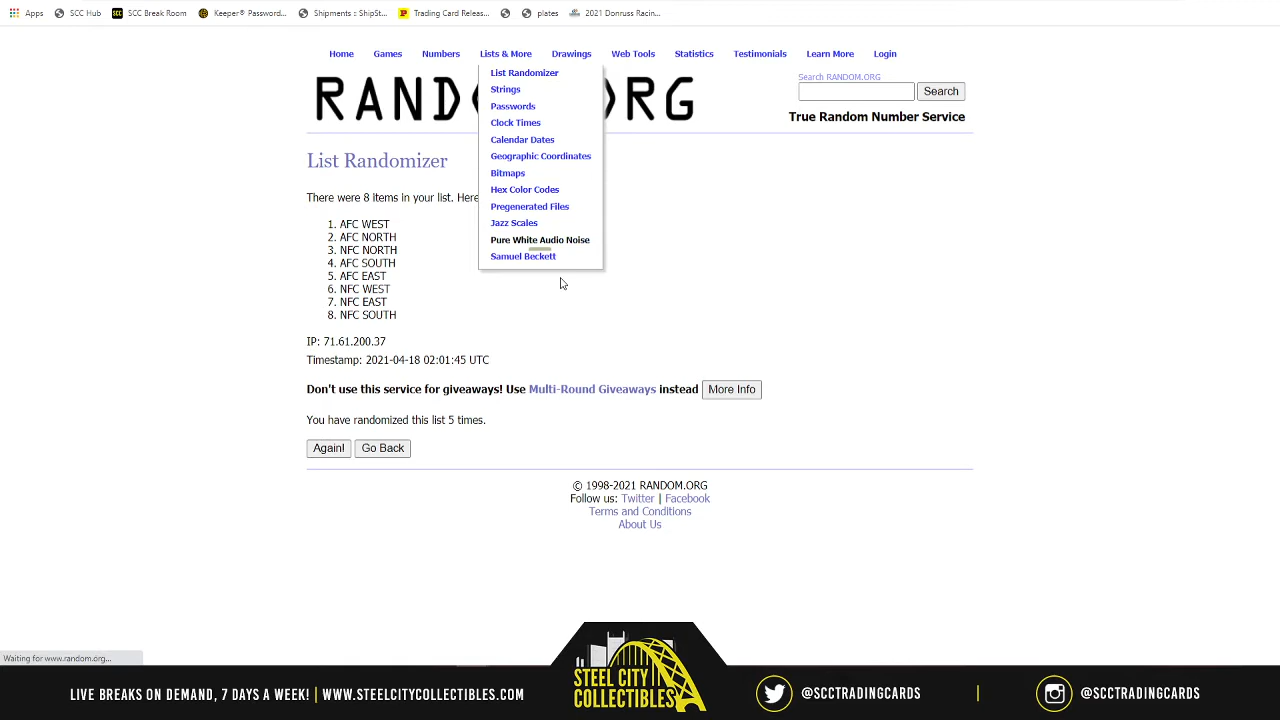 Apps SCC Hub SCC Break Room Keeper® Password... Shipments :: ShipSt... Trading Card Releas... plates 2021 Donruss Racin...
Home Games Numbers Lists & More Drawings Web Tools Statistics Testimonials Learn More Login
List Randomizer
Strings
Passwords
Clock Times
Calendar Dates
Geographic Coordinates
Bitmaps
Hex Color Codes
Pregenerated Files
Jazz Scales
Pure White Audio Noise
Samuel Beckett
Search RANDOM.ORG
Search
True Random Number Service
List Randomizer
There were 8 items in your list. Here
1. AFC WEST
2. AFC NORTH
3. NFC NORTH
4. AFC SOUTH
5. AFC EAST
6. NFC WEST
7. NFC EAST
8. NFC SOUTH
IP: 71.61.200.37
Timestamp: 2021-04-18 02:01:45 UTC
Don't use this service for giveaways! Use Multi-Round Giveaways instead More Info
You have randomized this list 5 times.
Again! Go Back
© 1998-2021 RANDOM.ORG
Follow us: Twitter | Facebook
Terms and Conditions
About Us
Waiting for www.random.org...
LIVE BREAKS ON DEMAND, 7 DAYS A WEEK! | WWW.STEELCITYCOLLECTIBLES.COM
STEEL CITY
COLLECTIBLES
@SCCTRADINGCARDS | @SCCTRADINGCARDS